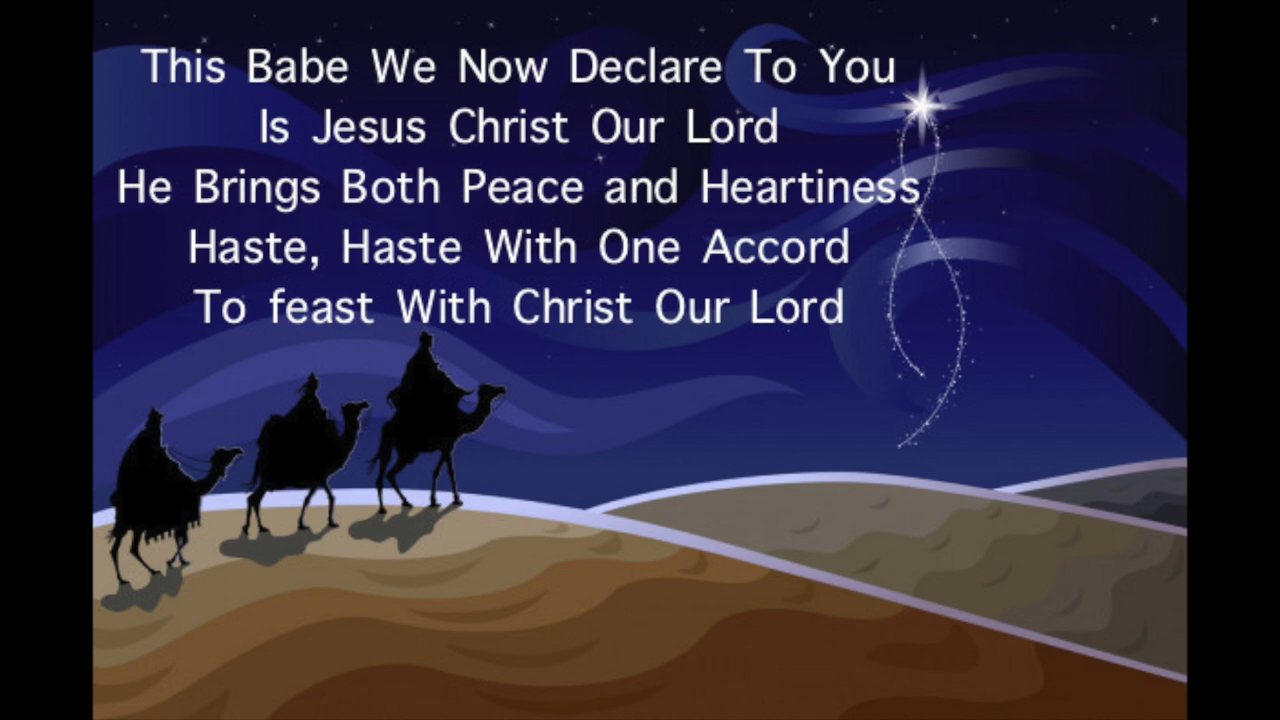 This Babe We Now Declare To You
Is Jesus Christ Our Lord
He Brings Both Peace and Heartiness
Haste, Haste With One Accord
To feast With Christ Our Lord